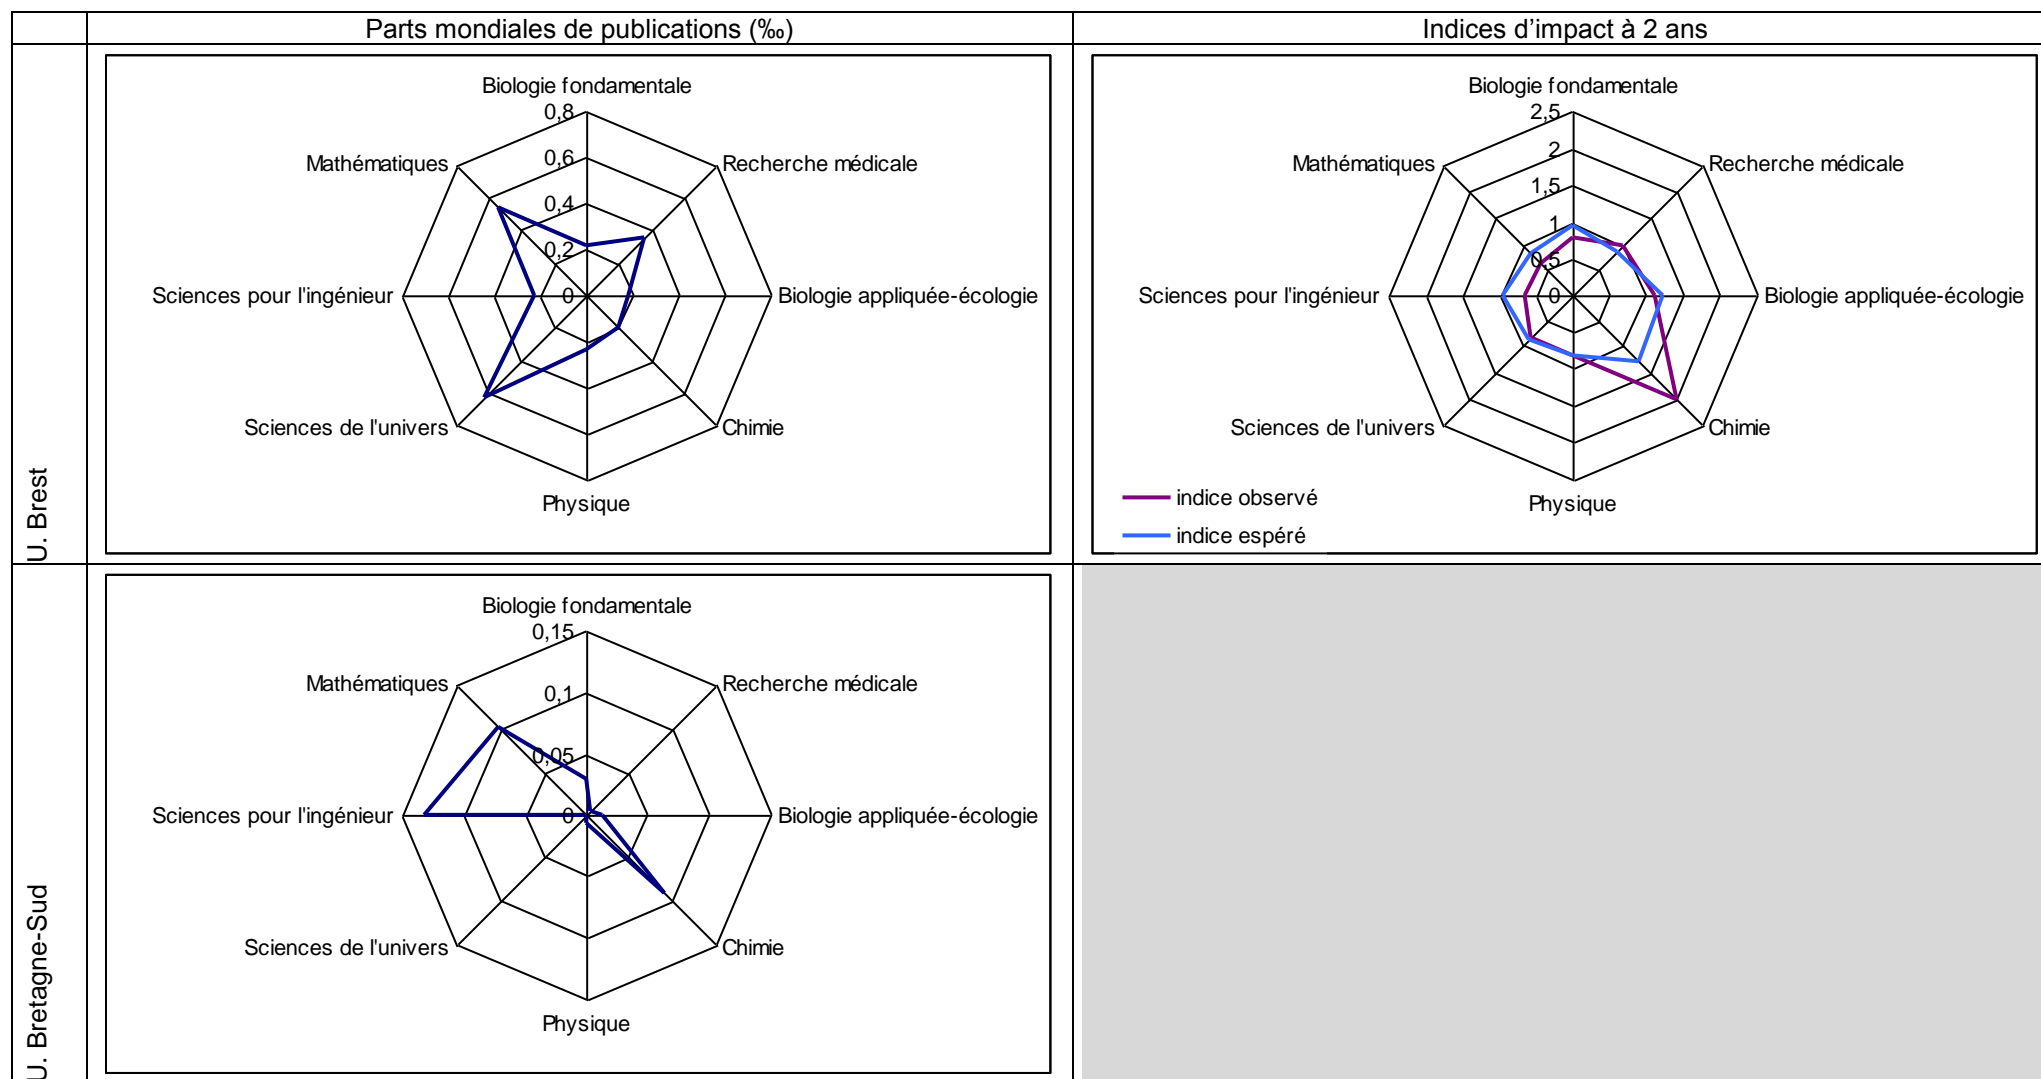 Parts mondiales de publications (‰)
Indices d'impact à 2 ans
U. Brest
Biologie fondamentale
0,8
Mathématiques
0,6
Recherche médicale
0,4
0,2
Sciences pour l'ingénieur
0
Biologie appliquée-écologie
Sciences de l'univers
Chimie
Physique
Biologie fondamentale
2,5
Mathématiques
2
Recherche médicale
1,5
1
0,5
Sciences pour l'ingénieur
0
Biologie appliquée-écologie
Sciences de l'univers
Chimie
Physique
indice observé
indice espéré
U. Bretagne-Sud
Biologie fondamentale
0,15
Mathématiques
0,1
Recherche médicale
0,05
Sciences pour l'ingénieur
0
Biologie appliquée-écologie
Sciences de l'univers
Chimie
Physique